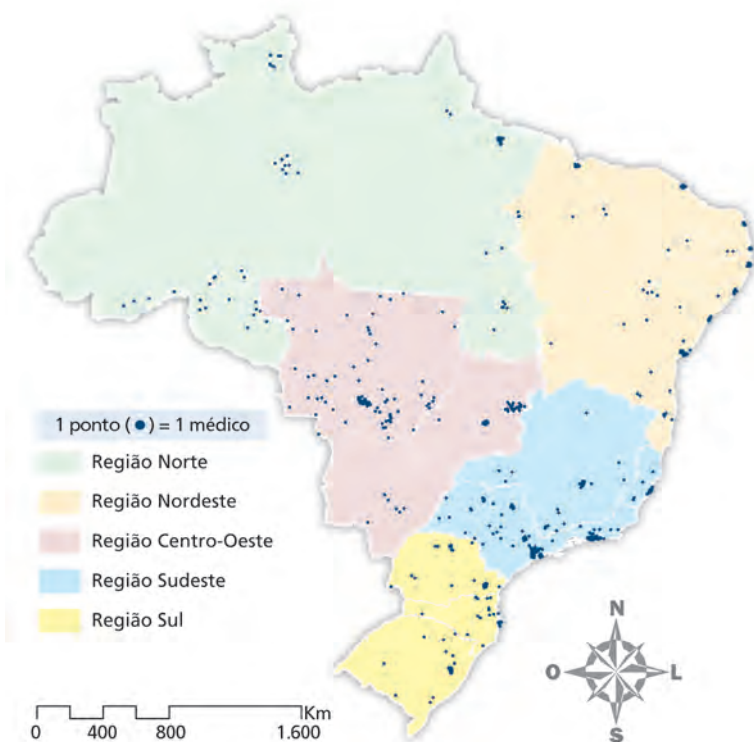 1 ponto (●) = 1 médico
Região Norte
Região Nordeste
Região Centro-Oeste
Região Sudeste
Região Sul
N
O L
S
Km
0 400 800 1.600